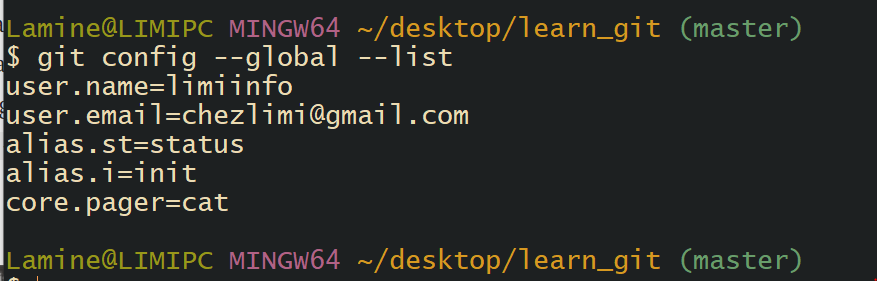 Lamine@LIMIPC MINGW64 ~/desktop/learn_git (master)
$ git config --global --list
user.name=limiinfo
user.email=chezlimi@gmail.com
alias.st=status
alias.i=init
core.pager=cat
Lamine@LIMIPC MINGW64 ~/desktop/learn_git (master)
$